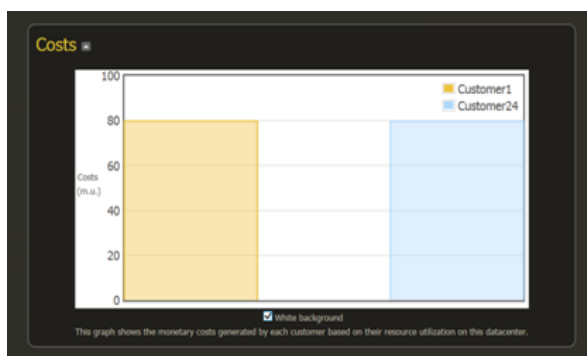 Costs
100
Customer1
Customer24
80
60
Costs
(m.u.)
40
20
0
White background
This graph shows the monetary costs generated by each customer based on their resource utilization on this datacenter.